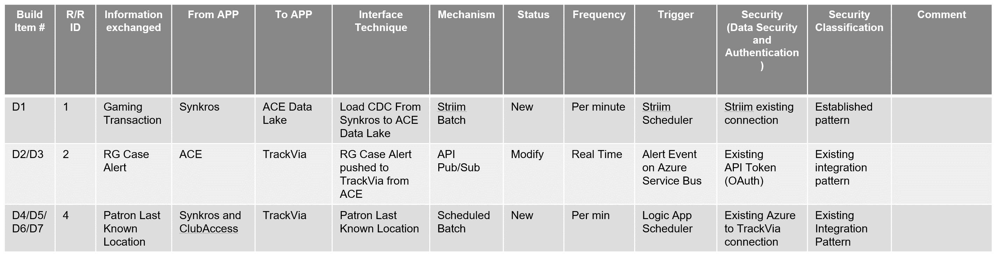 Build
Item #
R/R
ID
Information
exchanged
From APP
To APP
Interface
Technique
Mechanism
Status
Frequency
Trigger
Security
(Data Security
and
Authentication
)
Security
Classification
Comment
D1
1
Gaming
Transaction
Synkros
ACE Data
Lake
Load CDC From
Synkros to ACE
Data Lake
Striim
Batch
New
Per minute
Striim
Scheduler
Striim existing
connection
Established
pattern
D2/D3
2
RG Case
Alert
ACE
TrackVia
RG Case Alert
pushed to
TrackVia from
ACE
API
Pub/Sub
Modify
Real Time
Alert Event
on Azure
Service Bus
Existing
API Token
(OAuth)
Existing
integration
pattern
D4/D5/
D6/D7
4
Patron Last
Known
Location
Synkros and
ClubAccess
TrackVia
Patron Last
Known Location
Scheduled
Batch
New
Per min
Logic App
Scheduler
Existing Azure
to TrackVia
connection
Existing
Integration
Pattern